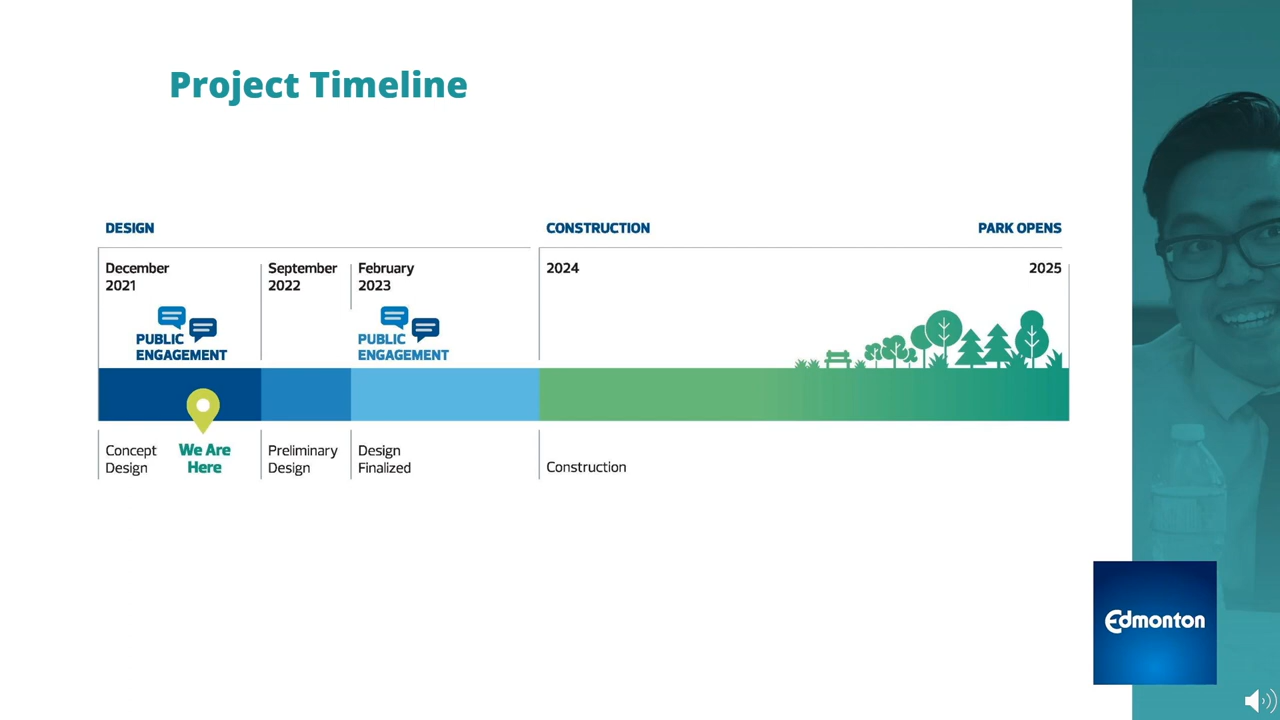 Project Timeline
DESIGN
CONSTRUCTION
PARK OPENS
December
2021
September
2022
February
2023
2024
2025
PUBLIC
ENGAGEMENT
PUBLIC
ENGAGEMENT
Concept
Design
We Are
Here
Preliminary
Design
Design
Finalized
Construction
Edmonton